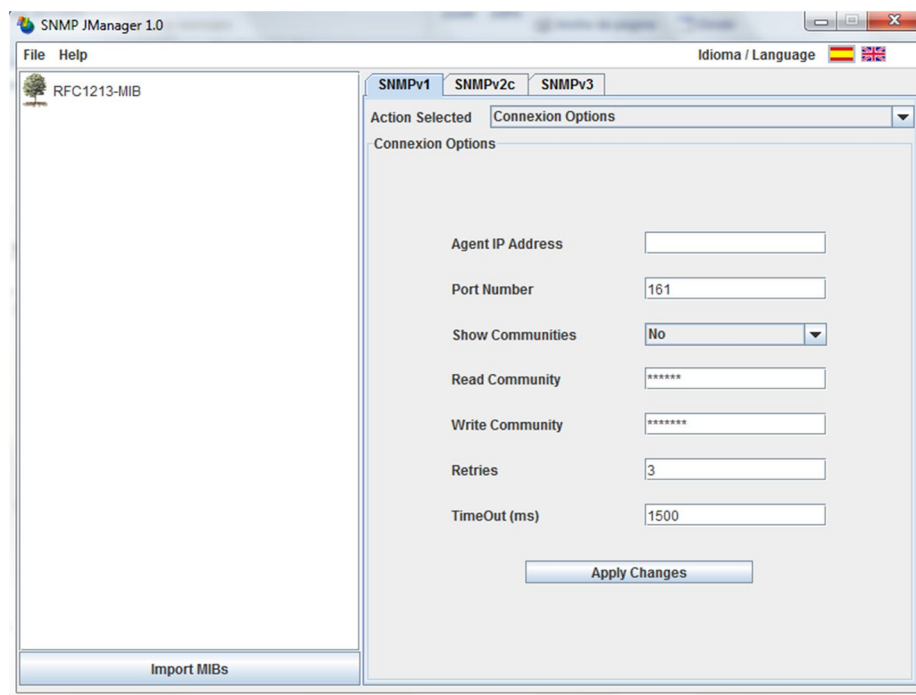 SNMP JManager 1.0
File Help Idioma / Language
RFC1213-MIB
SNMPv1 SNMPv2c SNMPv3
Action Selected Connexion Options
Connexion Options
Agent IP Address
Port Number 161
Show Communities No
Read Community ******
Write Community *******
Retries 3
TimeOut (ms) 1500
Apply Changes
Import MIBs